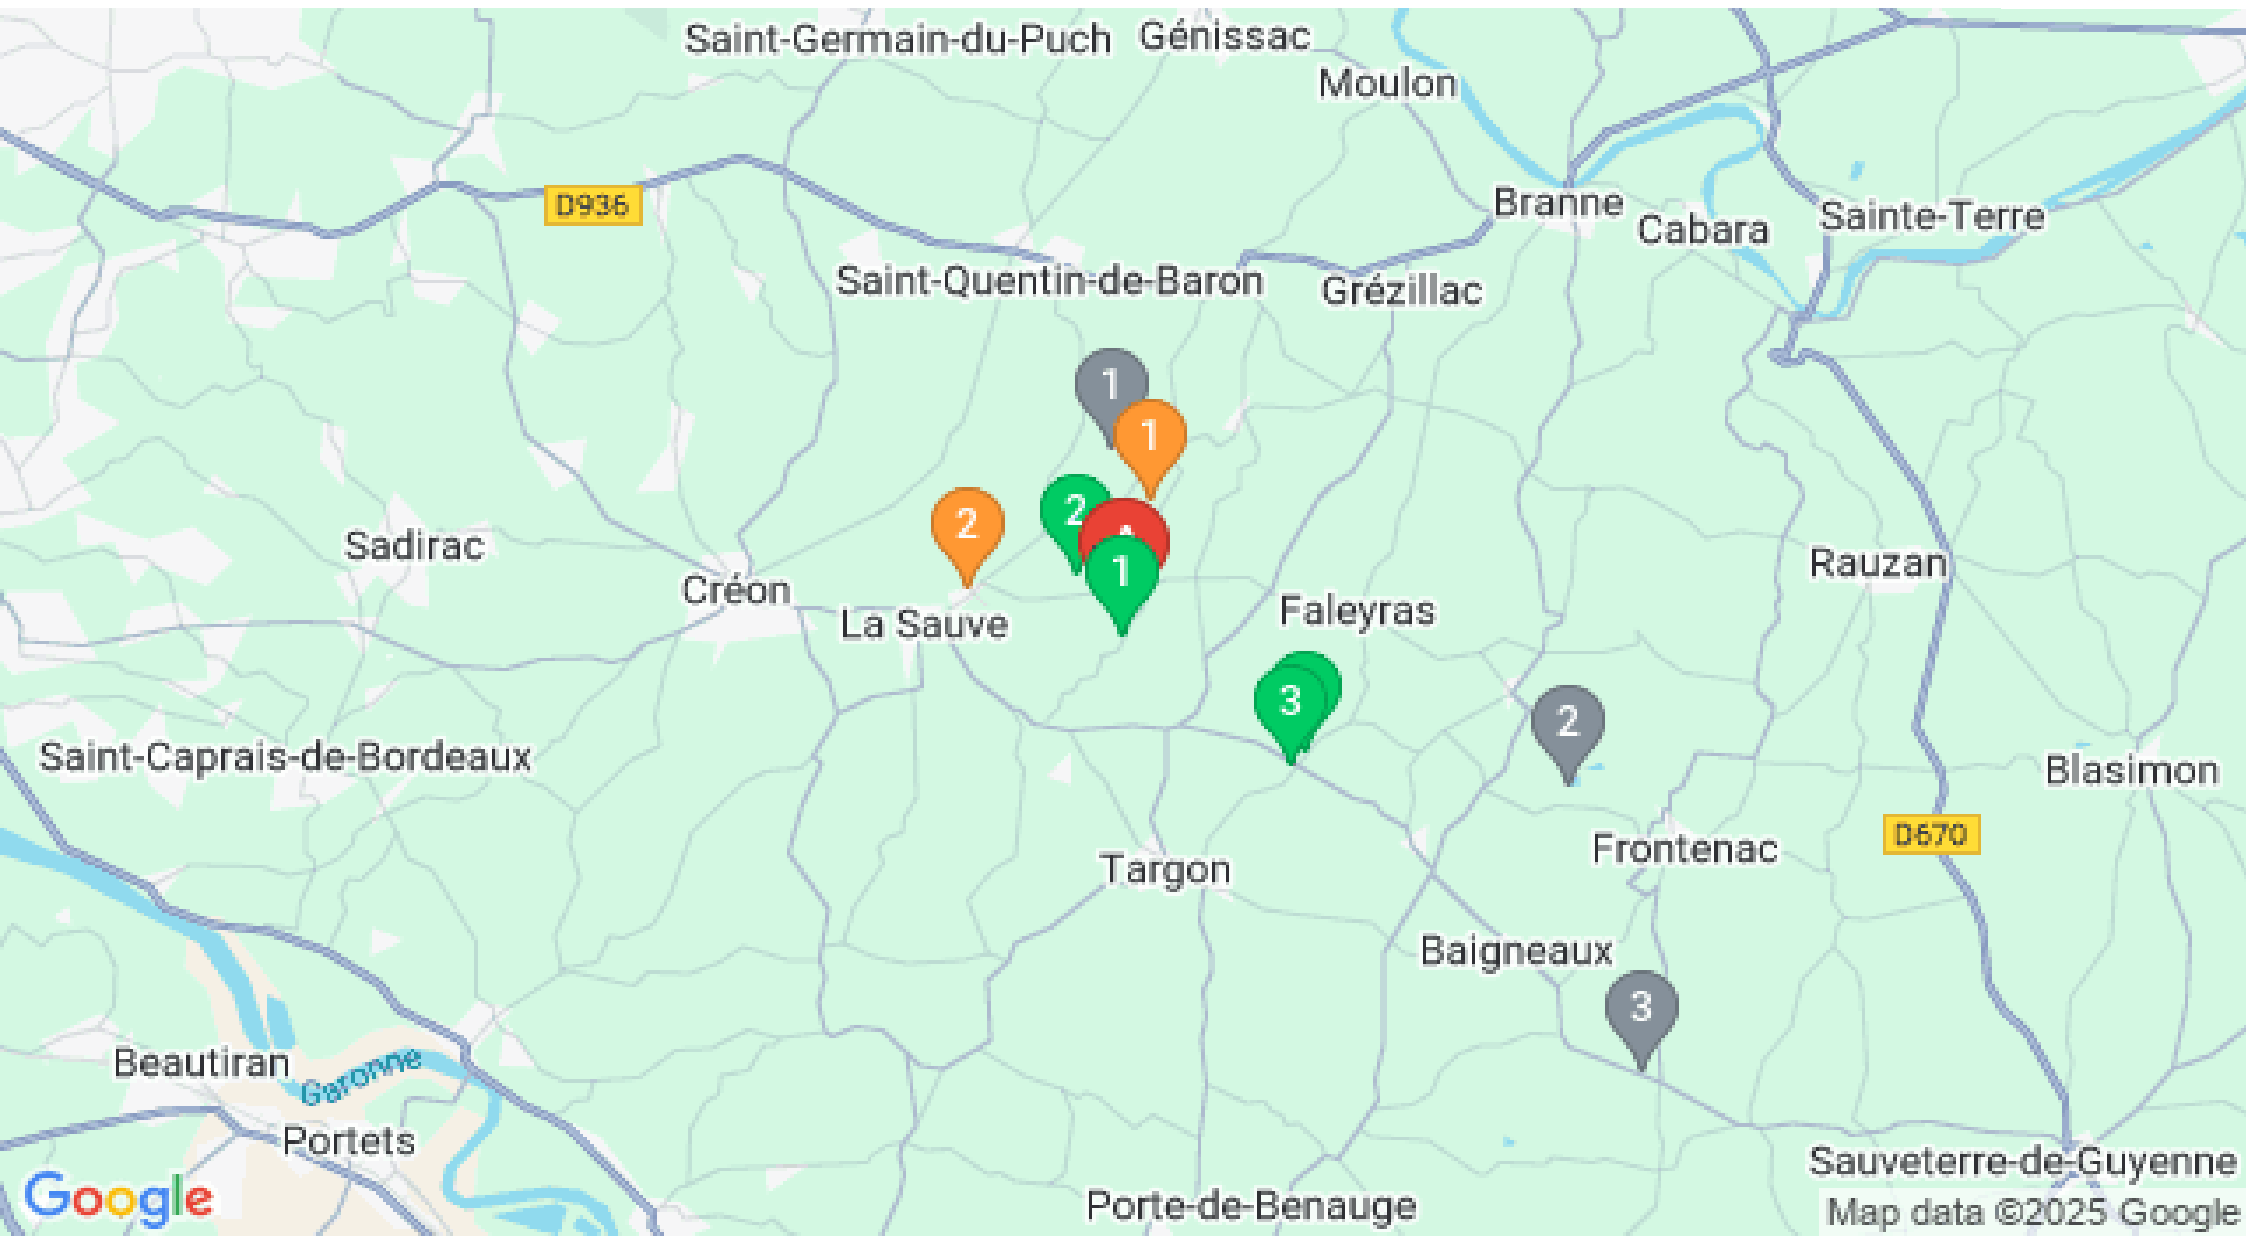 Saint-Germain-du-Puch
Génissac
Moulon
D936
Branne
Cabara
Sainte-Terre
Saint-Quentin-de-Baron
Grézillac
1
1
2
2
1
Sadirac
Créon
La Sauve
Faleyras
Rauzan
3
2
Saint-Caprais-de-Bordeaux
Blasimon
D670
Frontenac
Targon
Baigneaux
3
Beautiran
Garonne
Portets
Sauveterre-de-Guyenne
Porte-de-Benauge
Google
Map data ©2025 Google